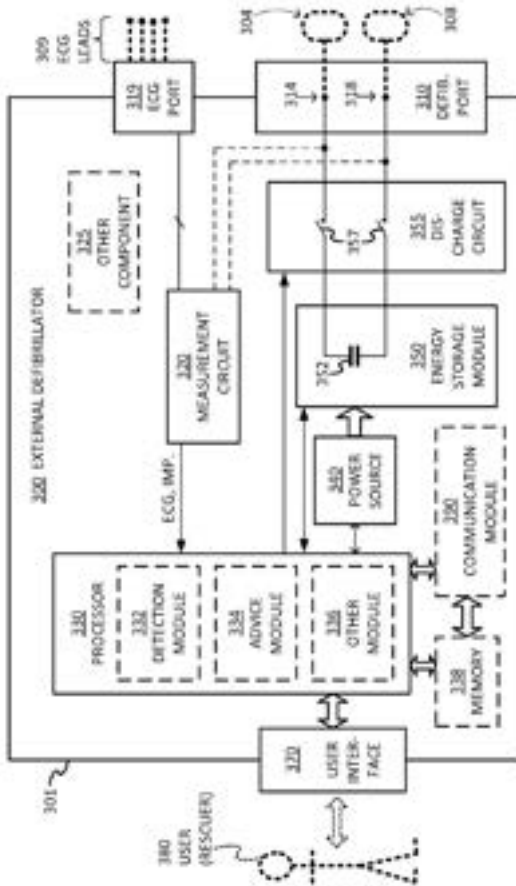 309 ECG
LEADS
304
308
319
ECG
PORT
314
318
310
DEFIB.
PORT
325
OTHER
COMPONENT
357
355
DIS-
CHARGE
CIRCUIT
300 EXTERNAL DEFIBRILLATOR
320
MEASUREMENT
CIRCUIT
352
350
ENERGY
STORAGE
MODULE
ECG, IMP.
340
POWER
SOURCE
390
COMMUNICATION
MODULE
330
PROCESSOR
332
DETECTION
MODULE
334
ADVICE
MODULE
336
OTHER
MODULE
338
MEMORY
301
370
USER
INTER-
FACE
380
USER
(RESCUER)